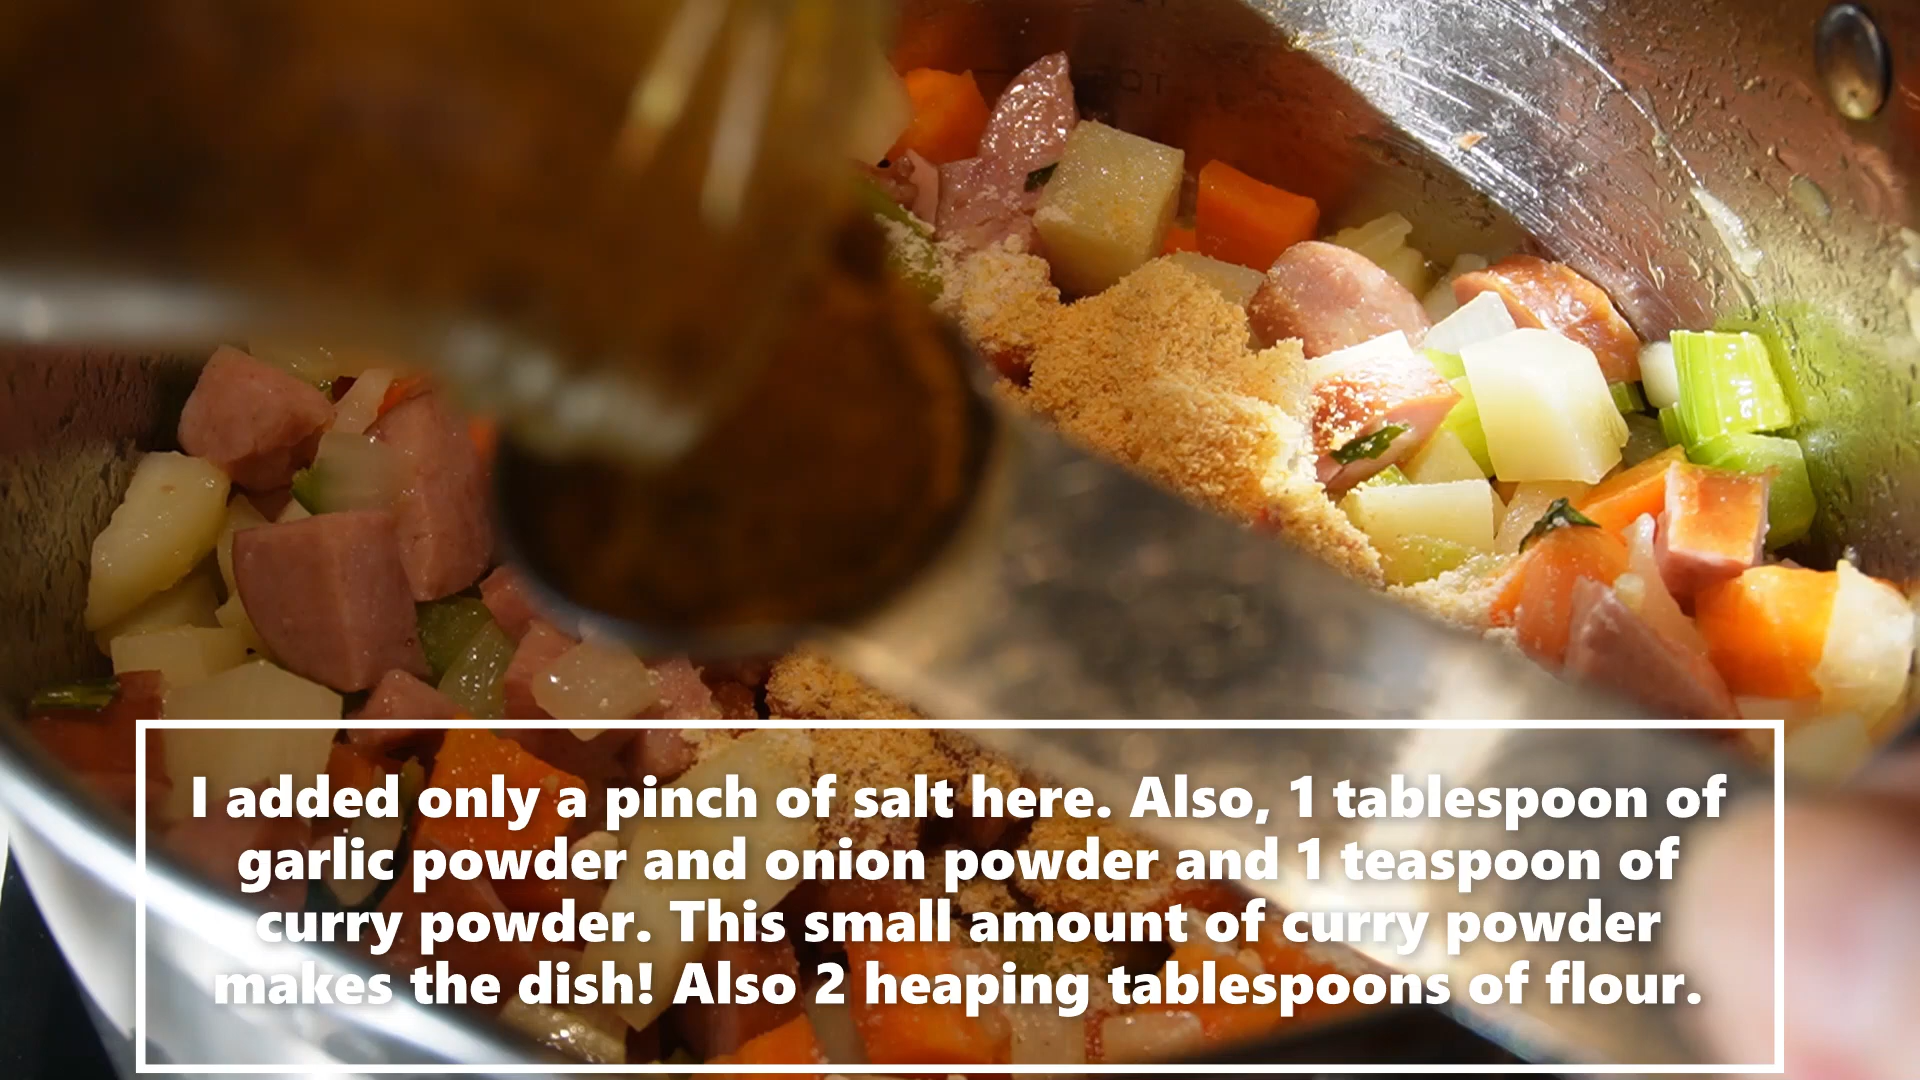 I added only a pinch of salt here. Also, 1 tablespoon of
garlic powder and onion powder and 1 teaspoon of
curry powder. This small amount of curry powder
makes the dish! Also 2 heaping tablespoons of flour.